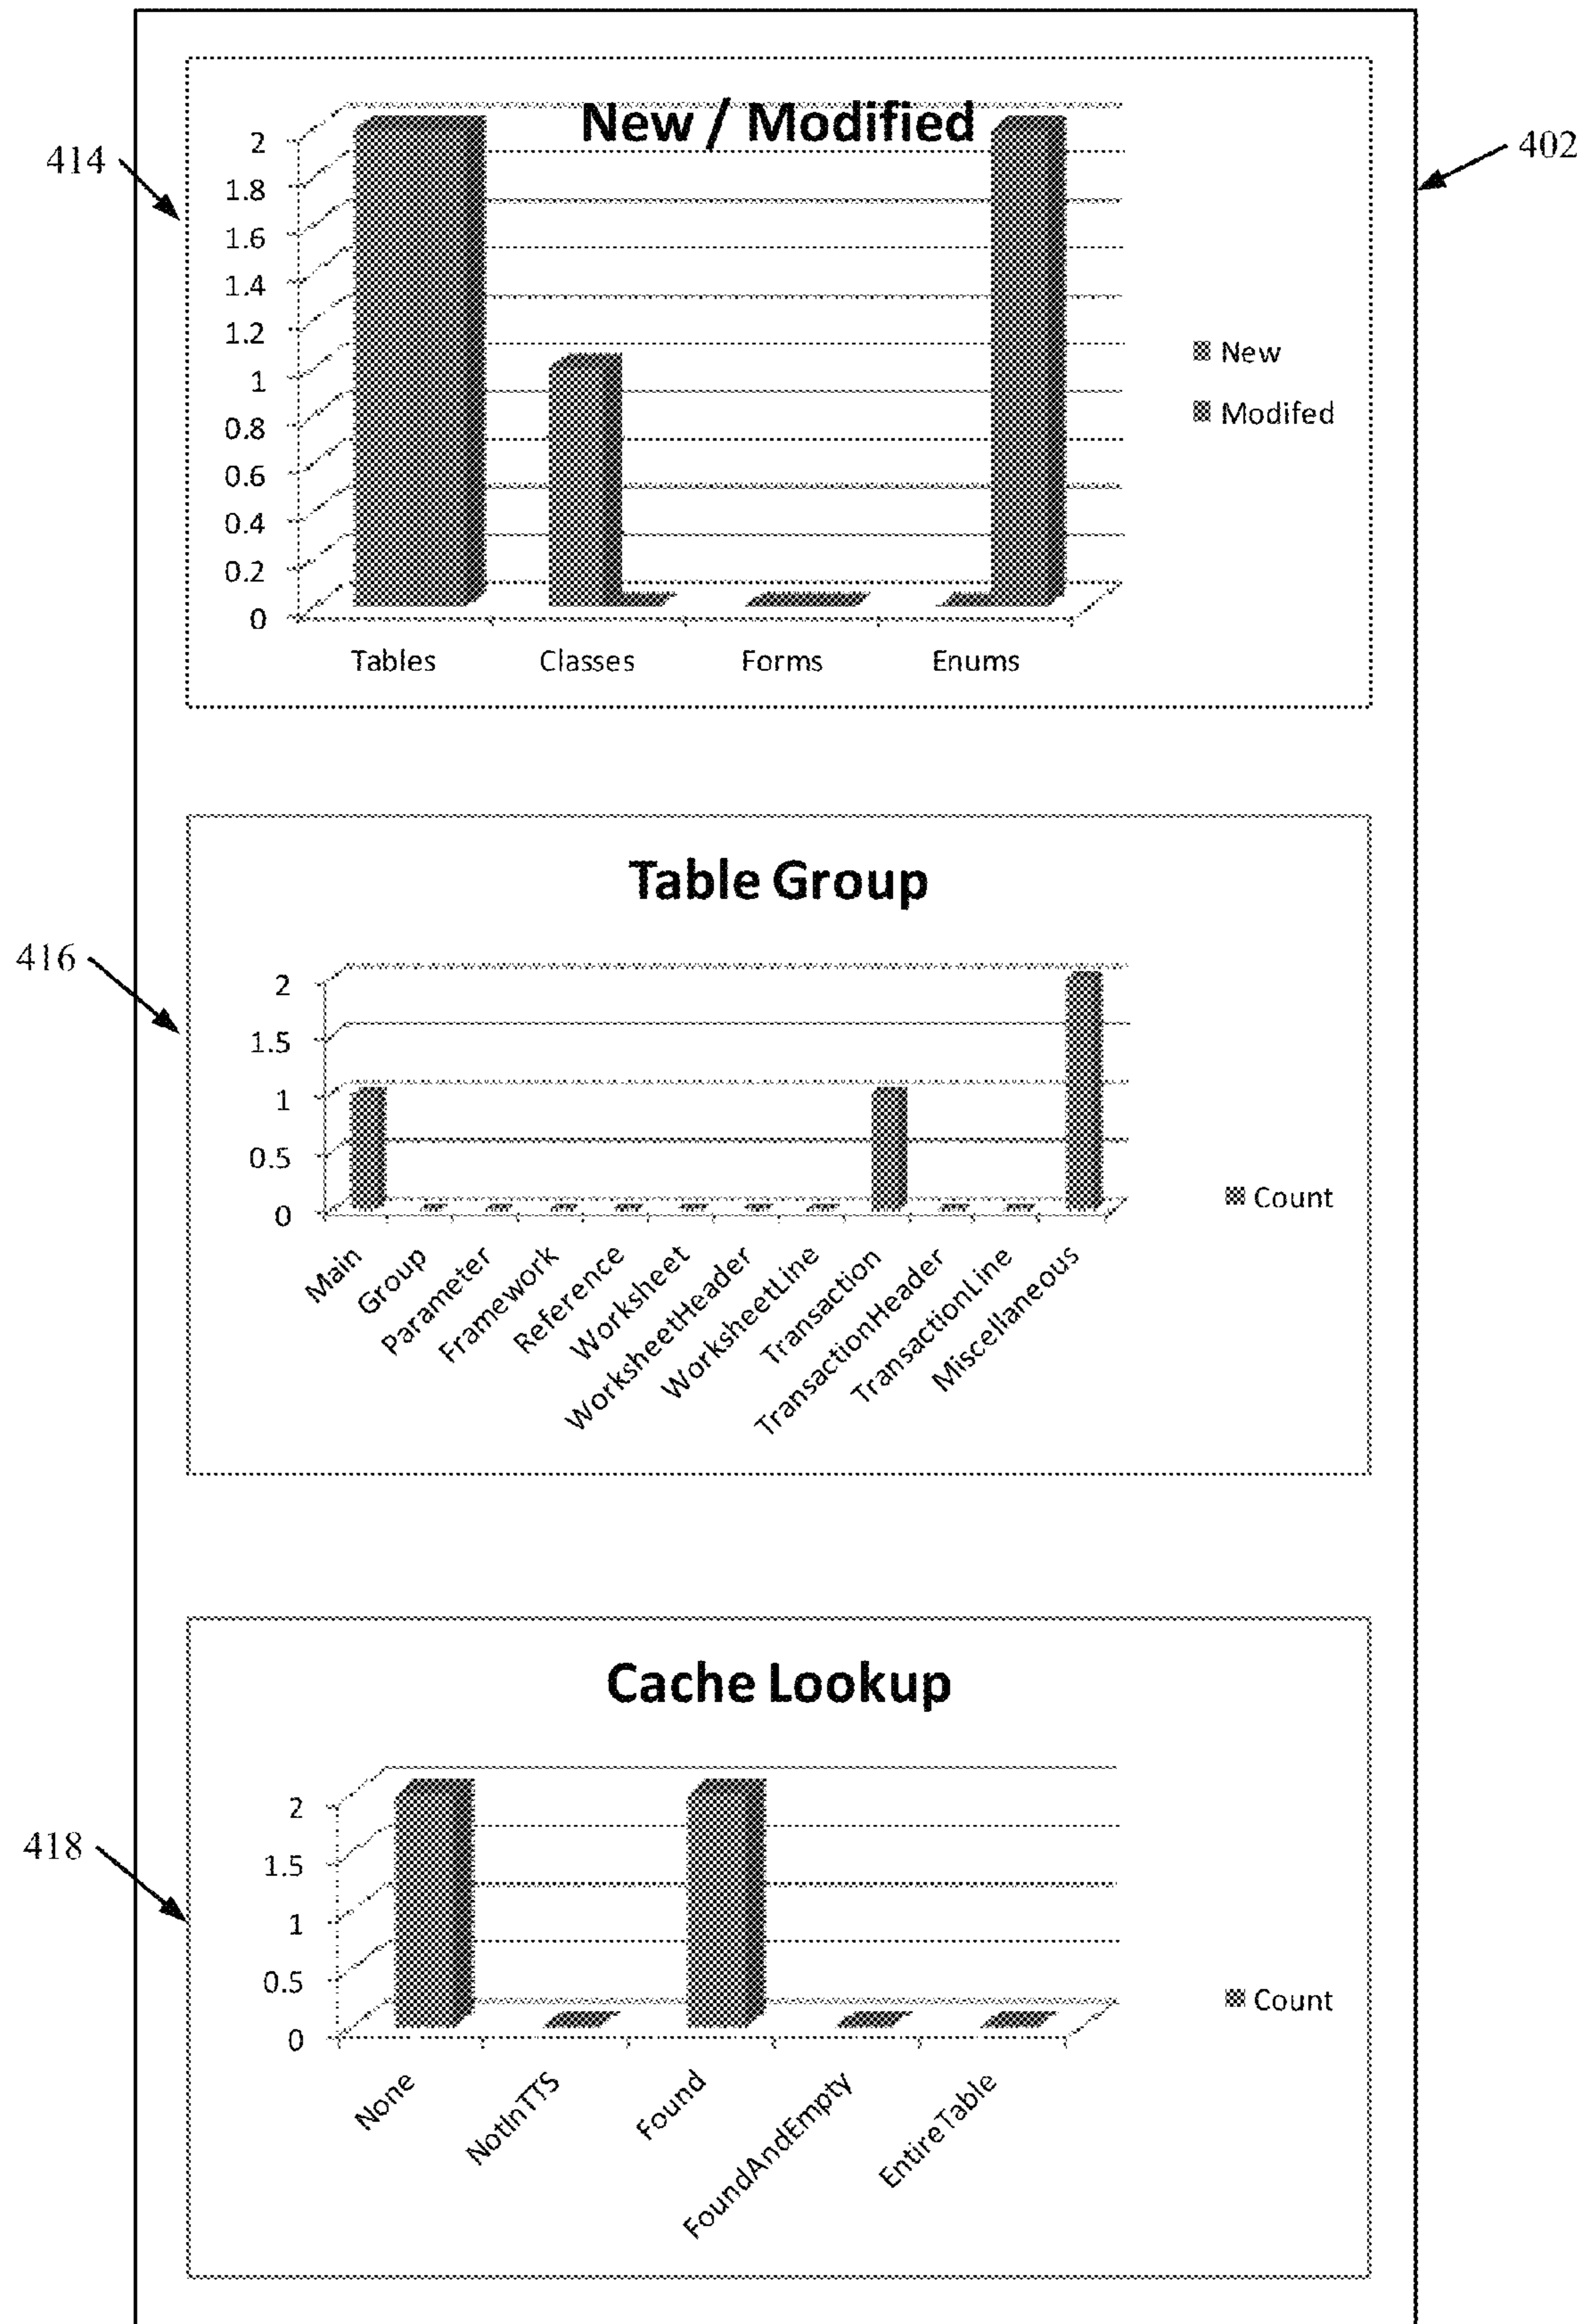 New / Modified
414
402
2
1.8
1.6
1.4
1.2
1
0.8
0.6
0.4
0.2
0
New
Modifed
Tables Classes Forms Enums
Table Group
416
2
1.5
1
0.5
0
Count
Main Group Parameter Framework Reference Worksheet WorksheetHeader WorksheetLine Transaction TransactionHeader TransactionLine Miscellaneous
Cache Lookup
418
2
1.5
1
0.5
0
Count
None NotInTTS Found FoundAndEmpty EntireTable